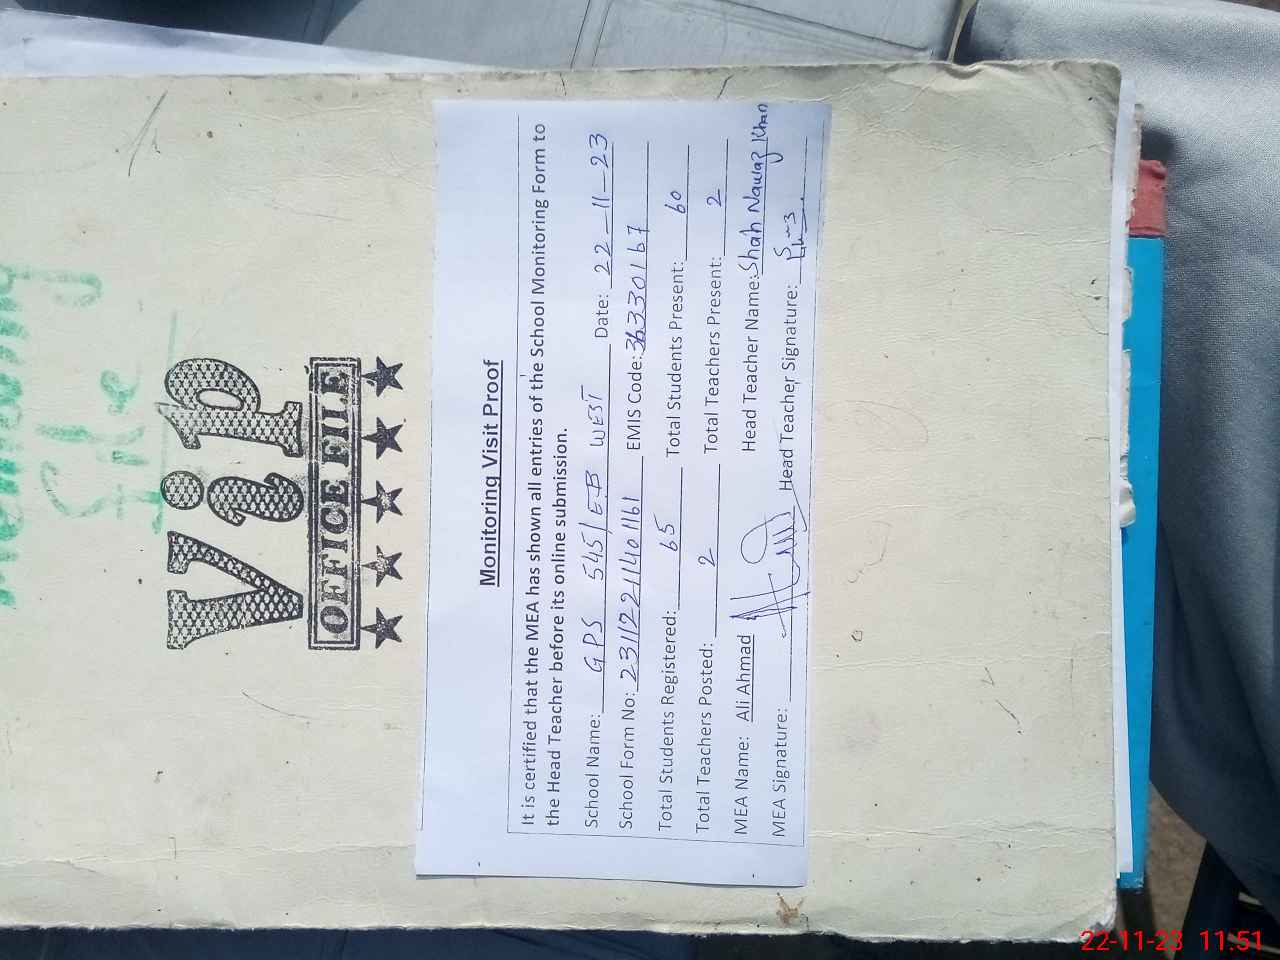 File
Vip
OFFICE FILE
Monitoring Visit Proof
It is certified that the MEA has shown all entries of the School Monitoring Form to
the Head Teacher before its online submission.
School Name: GPS 545/EB WEST Date: 22-11-23
School Form No: 23112211401161 EMIS Code: 36330167
Total Students Registered: 65 Total Students Present: 60
Total Teachers Posted: 2 Total Teachers Present: 2
MEA Name: Ali Ahmad Head Teacher Name: Shah Nawaz Khan
MEA Signature: Head Teacher Signature:
22-11-23 11:51